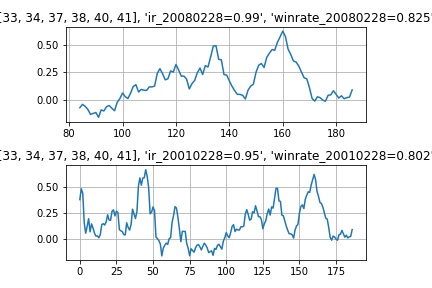 [33, 34, 37, 38, 40, 41], 'ir_20080228=0.99', 'winrate_20080228=0.825'
0.50
0.25
0.00
80 100 120 140 160 180
[33, 34, 37, 38, 40, 41], 'ir_20010228=0.95', 'winrate_20010228=0.802'
0.50
0.25
0.00
0 25 50 75 100 125 150 175